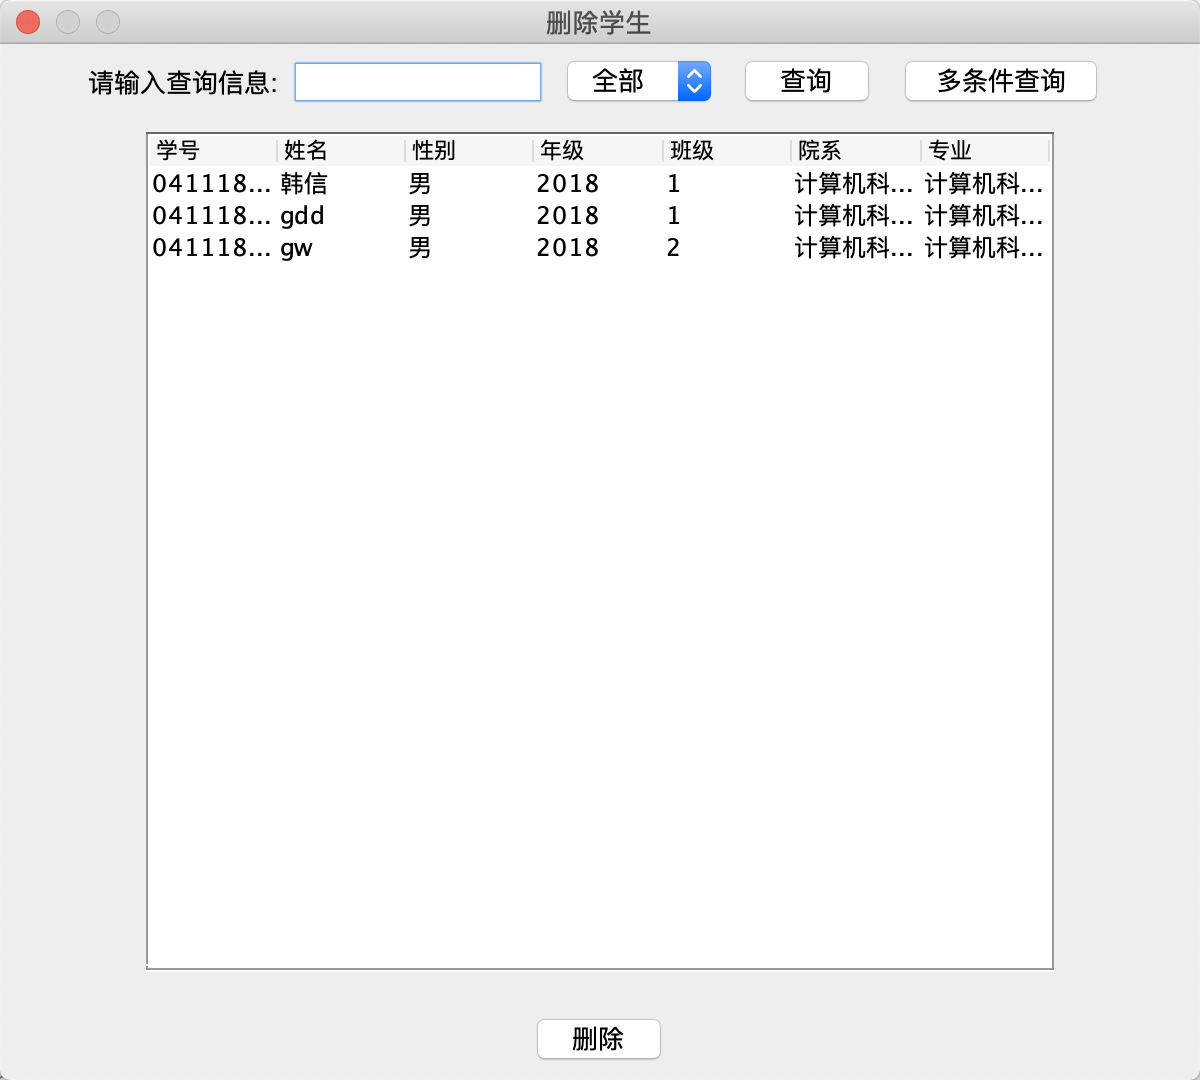 删除学生
请输入查询信息: 全部 查询 多条件查询
学号 姓名 性别 年级 班级 院系 专业
041118... 韩信 男 2018 1 计算机科... 计算机科...
041118... gdd 男 2018 1 计算机科... 计算机科...
041118... gw 男 2018 2 计算机科... 计算机科...
删除